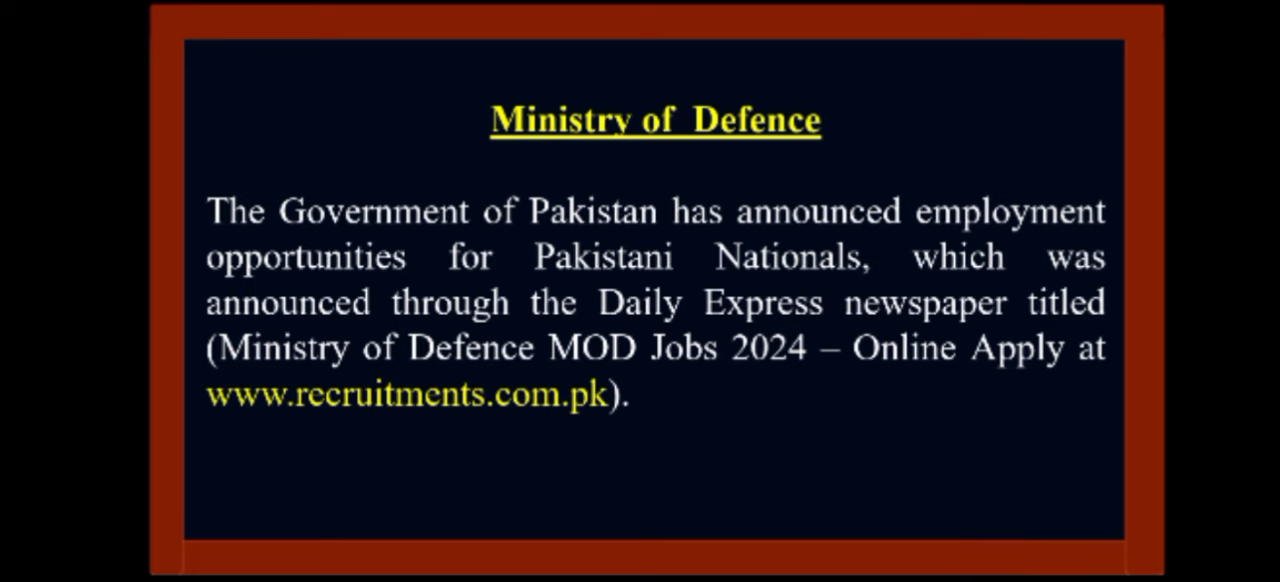 Ministry of Defence
The Government of Pakistan has announced employment
opportunities for Pakistani Nationals, which was
announced through the Daily Express newspaper titled
(Ministry of Defence MOD Jobs 2024 – Online Apply at
www.recruitments.com.pk).